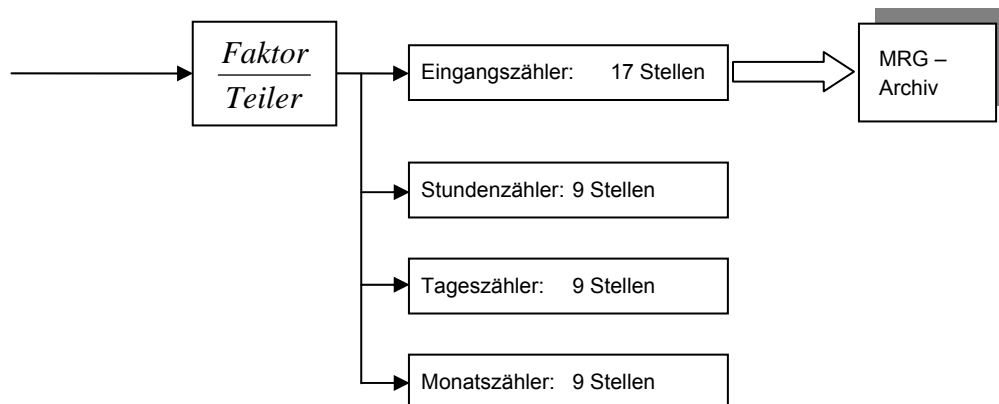 Faktor
Teiler
Eingangszähler: 17 Stellen
MRG –
Archiv
Stundenzähler: 9 Stellen
Tageszähler: 9 Stellen
Monatszähler: 9 Stellen